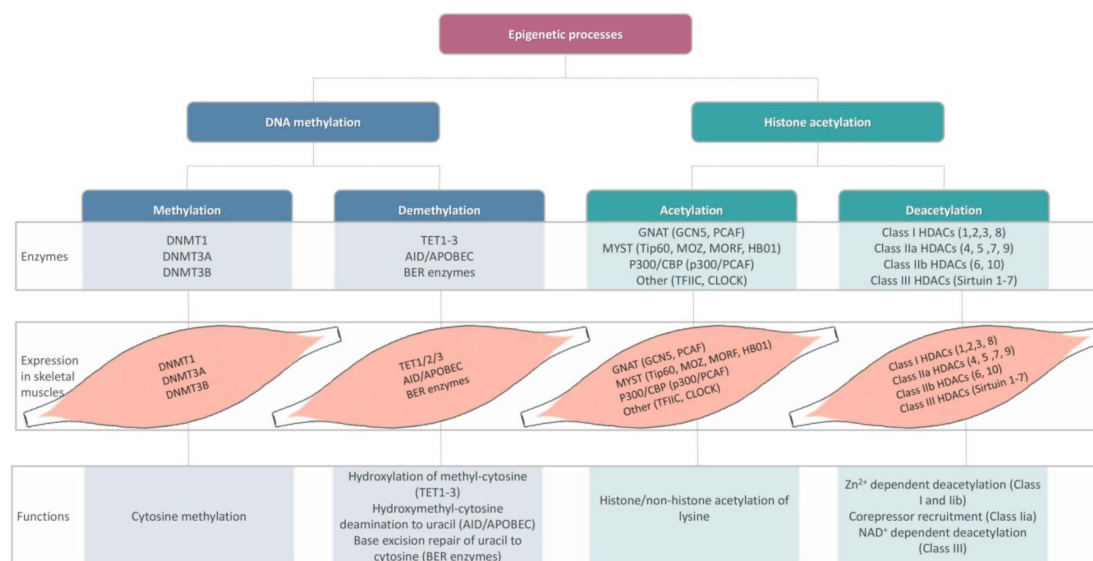 Epigenetic processes
DNA methylation
Histone acetylation
Methylation
Demethylation
Acetylation
Deacetylation
Enzymes
DNMT1
DNMT3A
DNMT3B
TET1-3
AID/APOBEC
BER enzymes
GNAT (GCN5, PCAF)
MYST (Tip60, MOZ, MORF, HB01)
P300/CBP (p300/PCAF)
Other (TFIIC, CLOCK)
Class I HDACs (1,2,3, 8)
Class IIa HDACs (4, 5 ,7, 9)
Class IIb HDACs (6, 10)
Class III HDACs (Sirtuin 1-7)
Expression
in skeletal
muscles
DNMT1
DNMT3A
DNMT3B
TET1/2/3
AID/APOBEC
BER enzymes
GNAT (GCN5, PCAF)
MYST (Tip60, MOZ, MORF, HB01)
P300/CBP (p300/PCAF)
Other (TFIIC, CLOCK)
Class I HDACs (1,2,3, 8)
Class IIa HDACs (4, 5 ,7, 9)
Class IIb HDACs (6, 10)
Class III HDACs (Sirtuin 1-7)
Functions
Cytosine methylation
Hydroxylation of methyl-cytosine
(TET1-3)
Hydroxymethyl-cytosine
deamination to uracil (AID/APOBEC)
Base excision repair of uracil to
cytosine (BER enzymes)
Histone/non-histone acetylation of
lysine
Zn²⁺ dependent deacetylation (Class
I and Iib)
Corepressor recruitment (Class Iia)
NAD⁺ dependent deacetylation
(Class III)